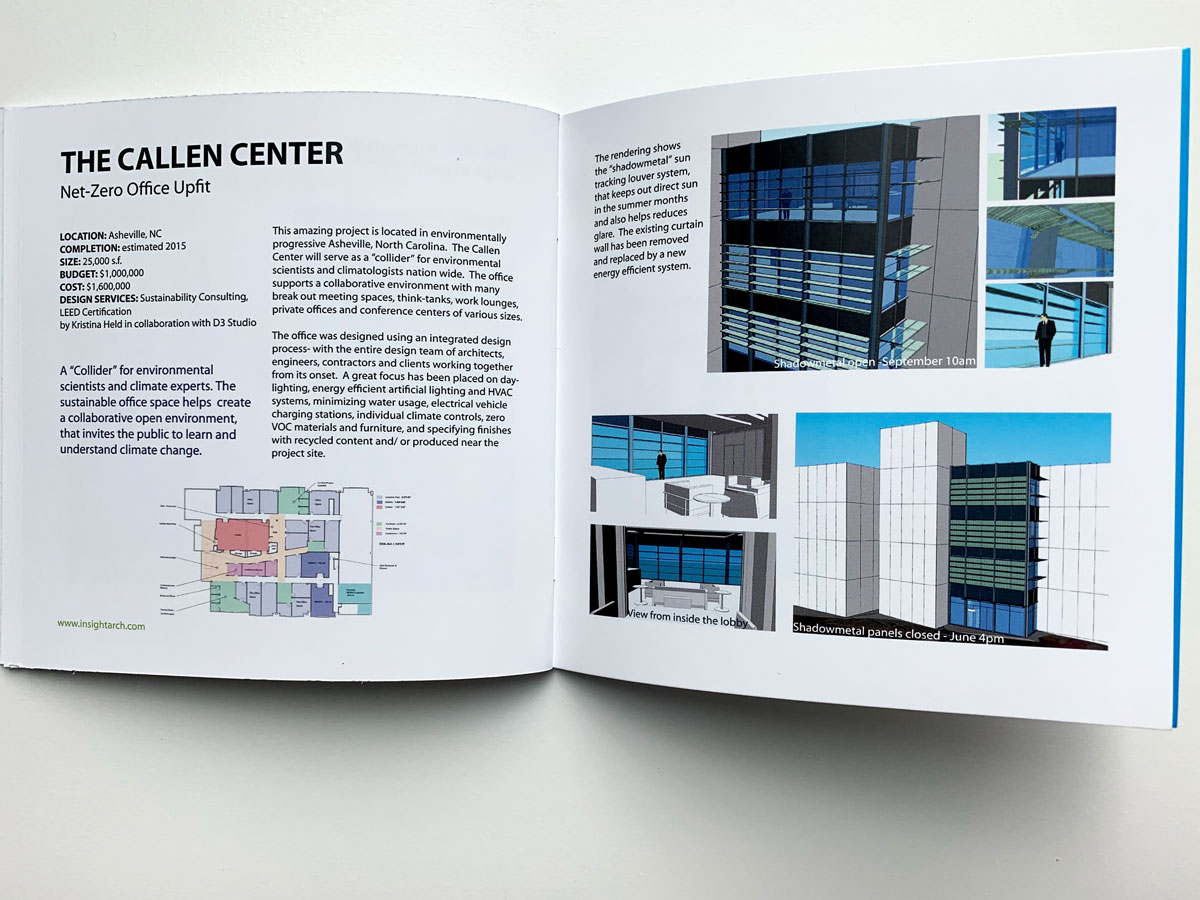 THE CALLEN CENTER
Net-Zero Office Upfit
LOCATION: Asheville, NC
COMPLETION: estimated 2015
SIZE: 25,000 s.f.
BUDGET: $1,000,000
COST: $1,600,000
DESIGN SERVICES: Sustainability Consulting,
LEED Certification
by Kristina Held in collaboration with D3 Studio
A "Collider" for environmental
scientists and climate experts. The
sustainable office space helps create
a collaborative open environment,
that invites the public to learn and
understand climate change.
This amazing project is located in environmentally
progressive Asheville, North Carolina. The Callen
Center will serve as a "collider" for environmental
scientists and climatologists nation wide. The office
supports a collaborative environment with many
break out meeting spaces, think-tanks, work lounges,
private offices and conference centers of various sizes.
The office was designed using an integrated design
process- with the entire design team of architects,
engineers, contractors and clients working together
from its onset. A great focus has been placed on day-
lighting, energy efficient artificial lighting and HVAC
systems, minimizing water usage, electrical vehicle
charging stations, individual climate controls, zero
VOC materials and furniture, and specifying finishes
with recycled content and/ or produced near the
project site.
www.insightarch.com
The rendering shows
the "shadowmetal" sun
tracking louver system,
that keeps out direct sun
in the summer months
and also helps reduces
glare. The existing curtain
wall has been removed
and replaced by a new
energy efficient system.
Shadowmetal open -September 10am
View from inside the lobby
Shadowmetal panels closed - June 4pm